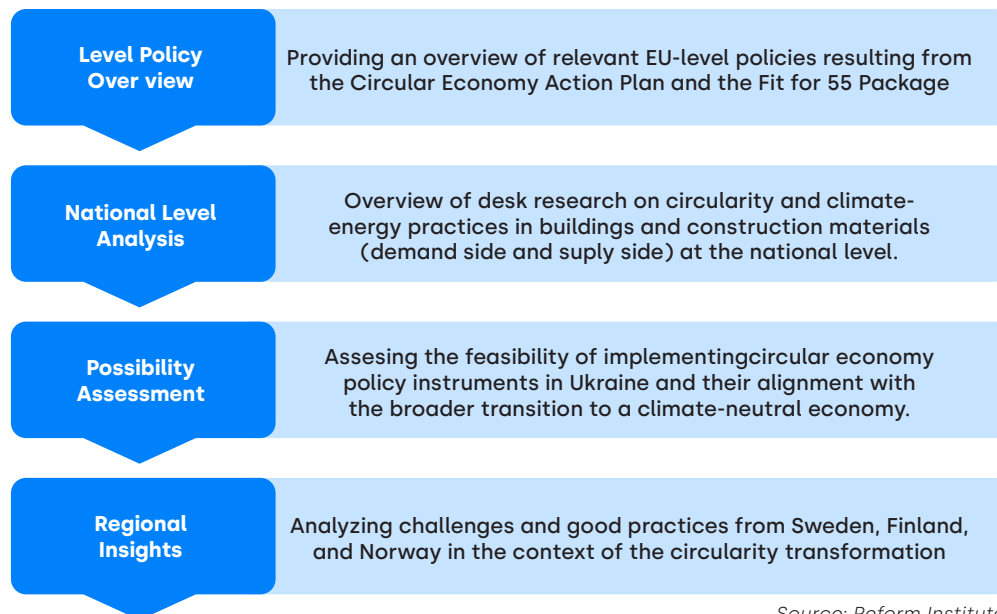 Level Policy
Over view
Providing an overview of relevant EU-level policies resulting from
the Circular Economy Action Plan and the Fit for 55 Package
National Level
Analysis
Overview of desk research on circularity and climate-
energy practices in buildings and construction materials
(demand side and suply side) at the national level.
Possibility
Assessment
Assesing the feasibility of implementingcircular economy
policy instruments in Ukraine and their alignment with
the broader transition to a climate-neutral economy.
Regional
Insights
Analyzing challenges and good practices from Sweden, Finland,
and Norway in the context of the circularity transformation
Source: Reform Institute